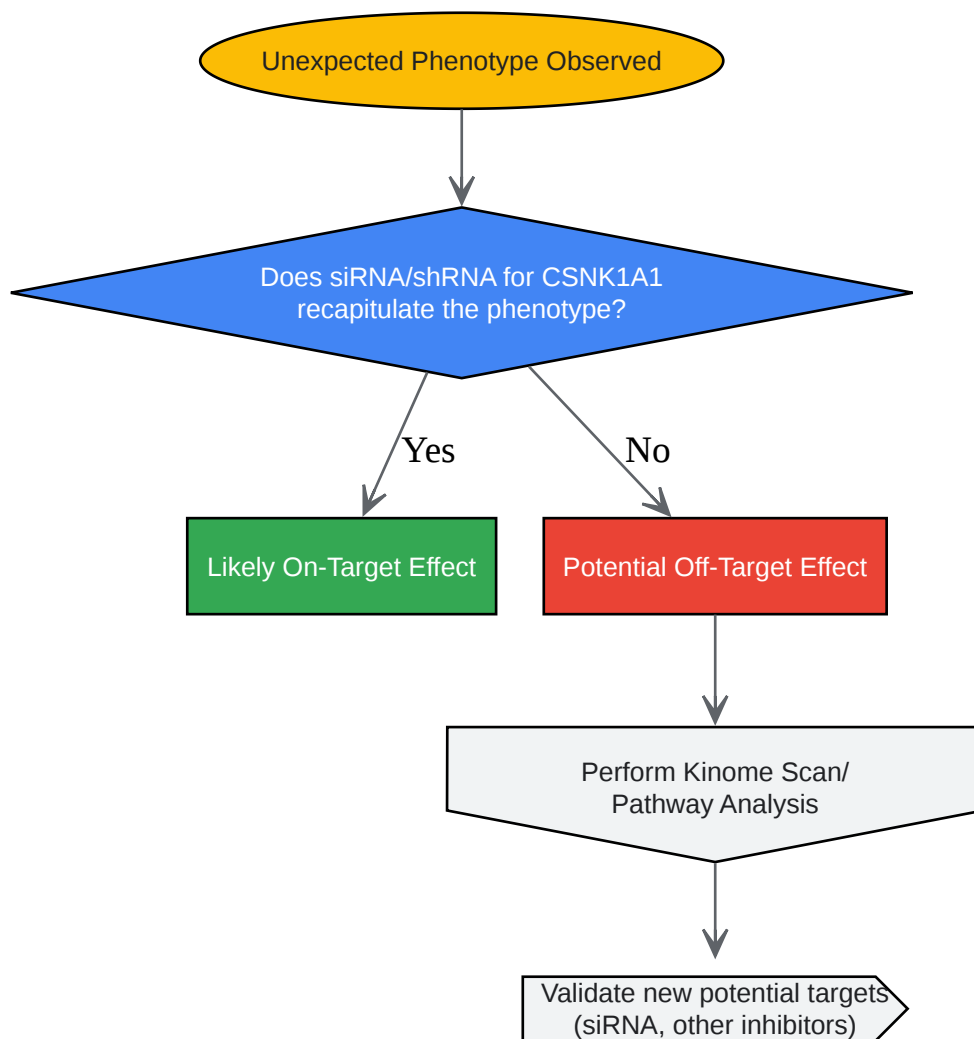 Unexpected Phenotype Observed
Does siRNA/shRNA for CSNK1A1
recapitulate the phenotype?
Yes
No
Likely On-Target Effect
Potential Off-Target Effect
Perform Kinome Scan/
Pathway Analysis
Validate new potential targets
(siRNA, other inhibitors)